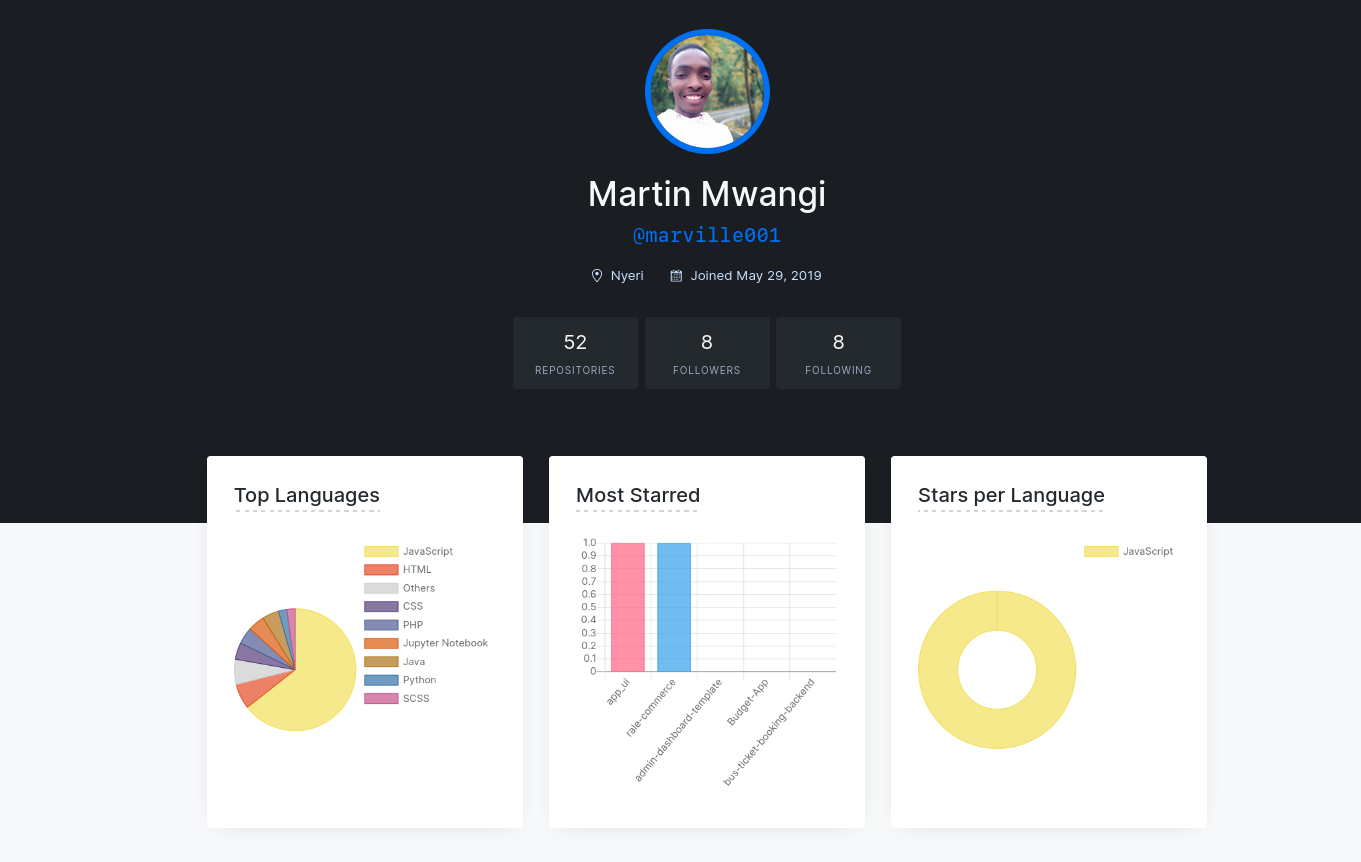 Martin Mwangi
@marville001
Nyeri Joined May 29, 2019
52 8 8
REPOSITORIES FOLLOWERS FOLLOWING
Top Languages
JavaScript
HTML
Others
CSS
PHP
Jupyter Notebook
Java
Python
SCSS
Most Starred
1.0
0.9
0.8
0.7
0.6
0.5
0.4
0.3
0.2
0.1
0
app_ui
rale-commerce
admin-dashboard-template
Budget-App
bus-ticket-booking-backend
Stars per Language
JavaScript